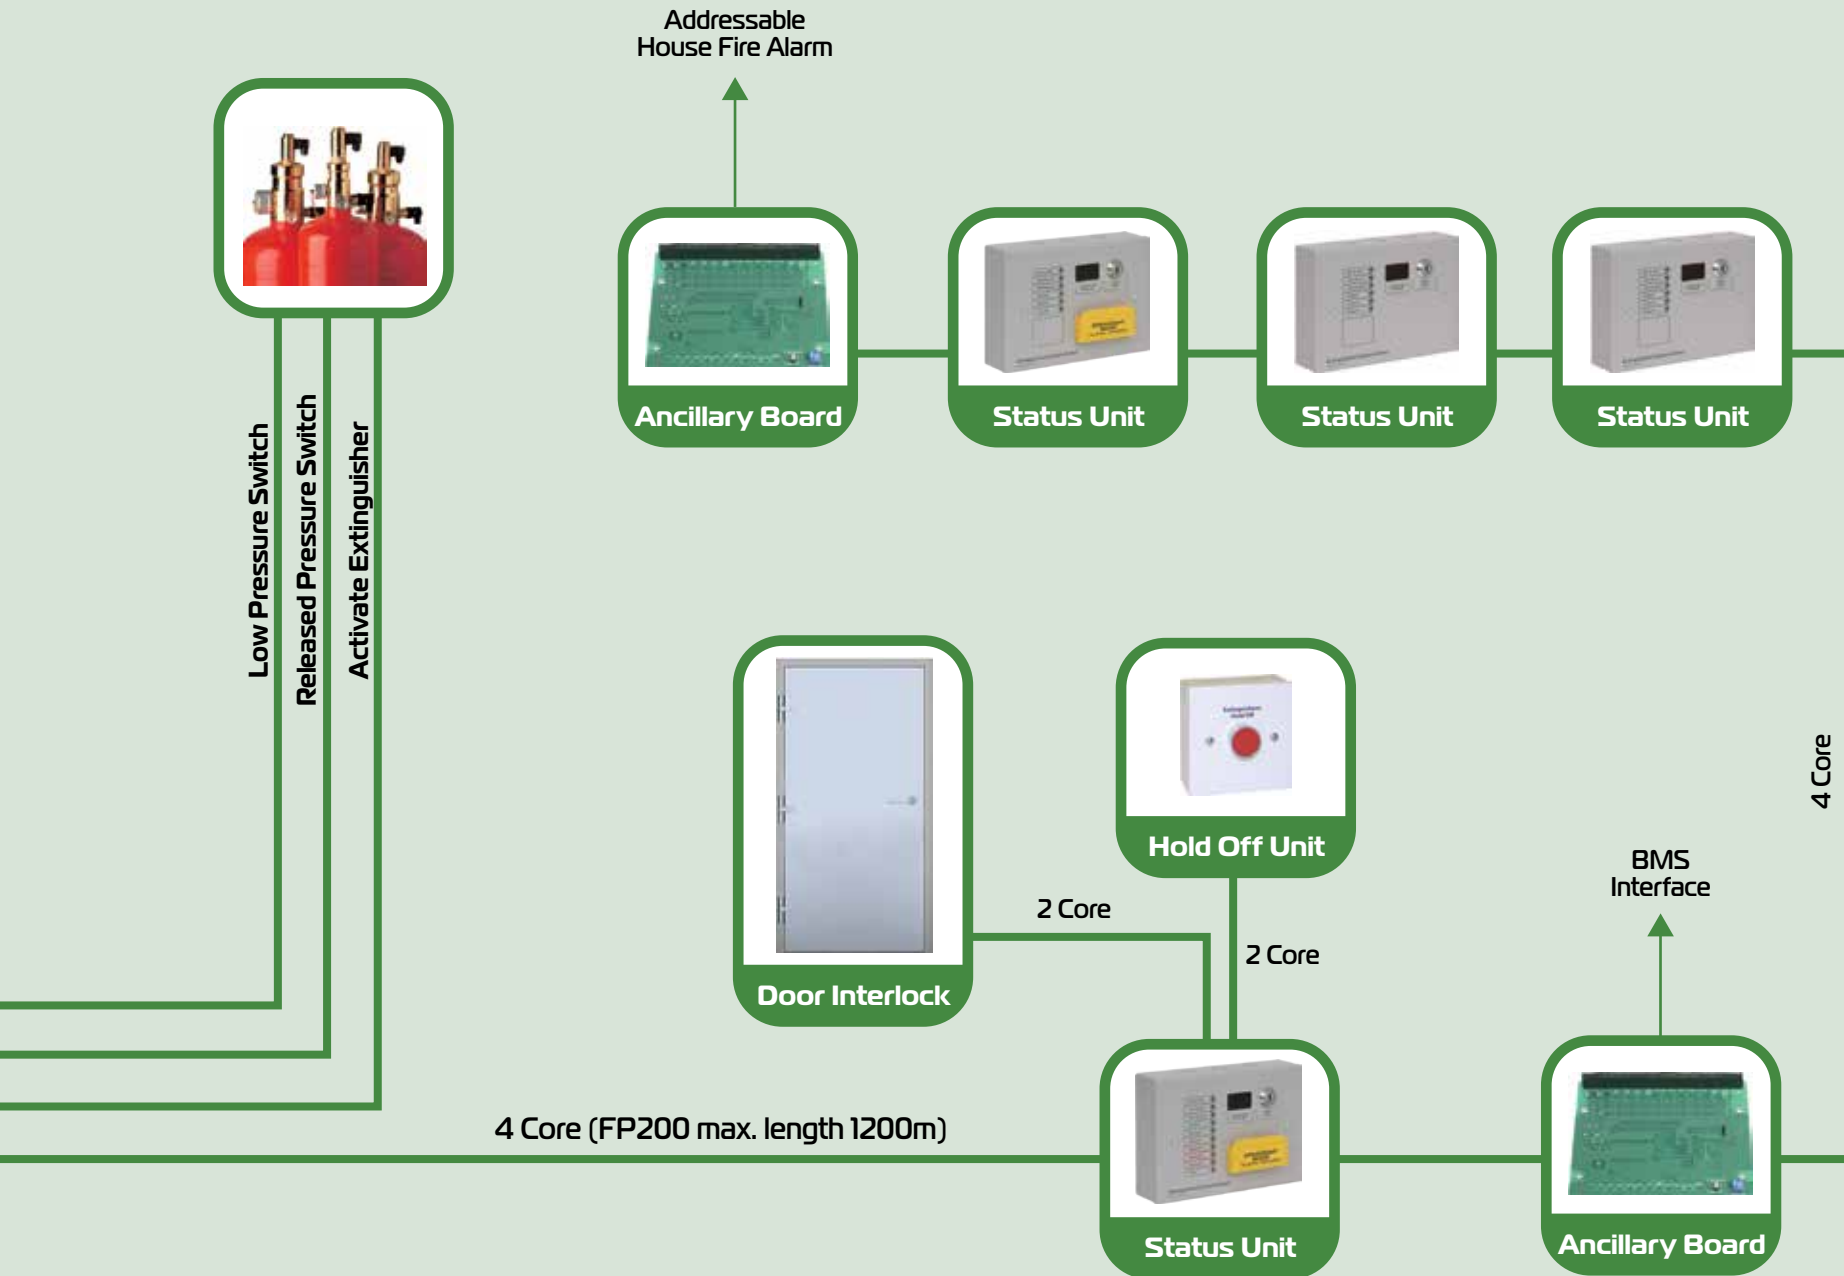 Addressable
House Fire Alarm
Ancillary Board
Status Unit
Status Unit
Status Unit
Low Pressure Switch
Released Pressure Switch
Activate Extinguisher
Hold Off Unit
4 Core
BMS
Interface
2 Core
2 Core
Door Interlock
4 Core (FP200 max. length 1200m)
Status Unit
Ancillary Board